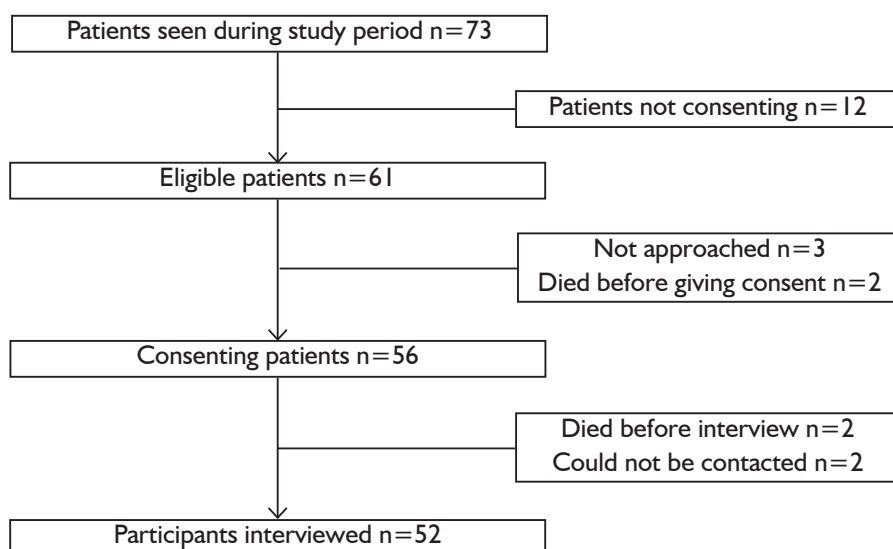 Patients seen during study period n=73
Patients not consenting n=12
Eligible patients n=61
Not approached n=3
Died before giving consent n=2
Consenting patients n=56
Died before interview n=2
Could not be contacted n=2
Participants interviewed n=52